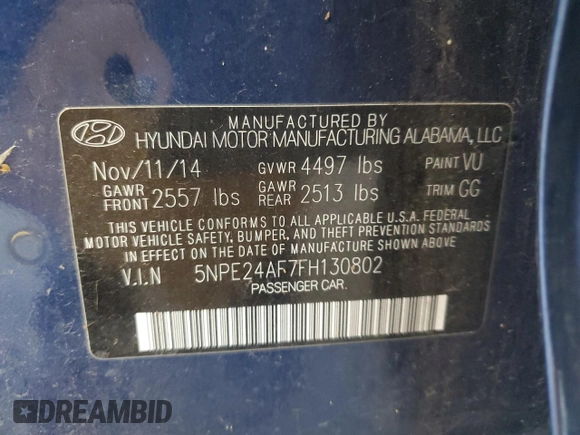 MANUFACTURED BY
HYUNDAI MOTOR MANUFACTURING ALABAMA, LLC
Nov/11/14 GVWR 4497 lbs PAINT VU
GAWR FRONT 2557 lbs GAWR REAR 2513 lbs TRIM GG
THIS VEHICLE CONFORMS TO ALL APPLICABLE U.S.A. FEDERAL
MOTOR VEHICLE SAFETY, BUMPER, AND THEFT PREVENTION STANDARDS
IN EFFECT ON THE DATE OF MANUFACTURE SHOWN ABOVE.
V.I.N 5NPE24AF7FH130802
PASSENGER CAR.
DREAMBID